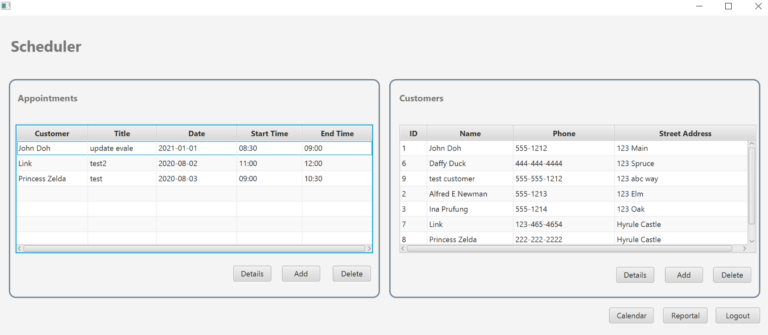 Scheduler
Appointments
Customer Title Date Start Time End Time
John Doh update evale 2021-01-01 08:30 09:00
Link test2 2020-08-02 11:00 12:00
Princess Zelda test 2020-08-03 09:00 10:30
Details Add Delete
Customers
ID Name Phone Street Address
1 John Doh 555-1212 123 Main
6 Daffy Duck 444-444-4444 123 Spruce
9 test customer 555-555-1212 123 abc way
2 Alfred E Newman 555-1213 123 Elm
3 Ina Prufung 555-1214 123 Oak
7 Link 123-465-4654 Hyrule Castle
8 Princess Zelda 222-222-2222 Hyrule Castle
Details Add Delete
Calendar Reportal Logout